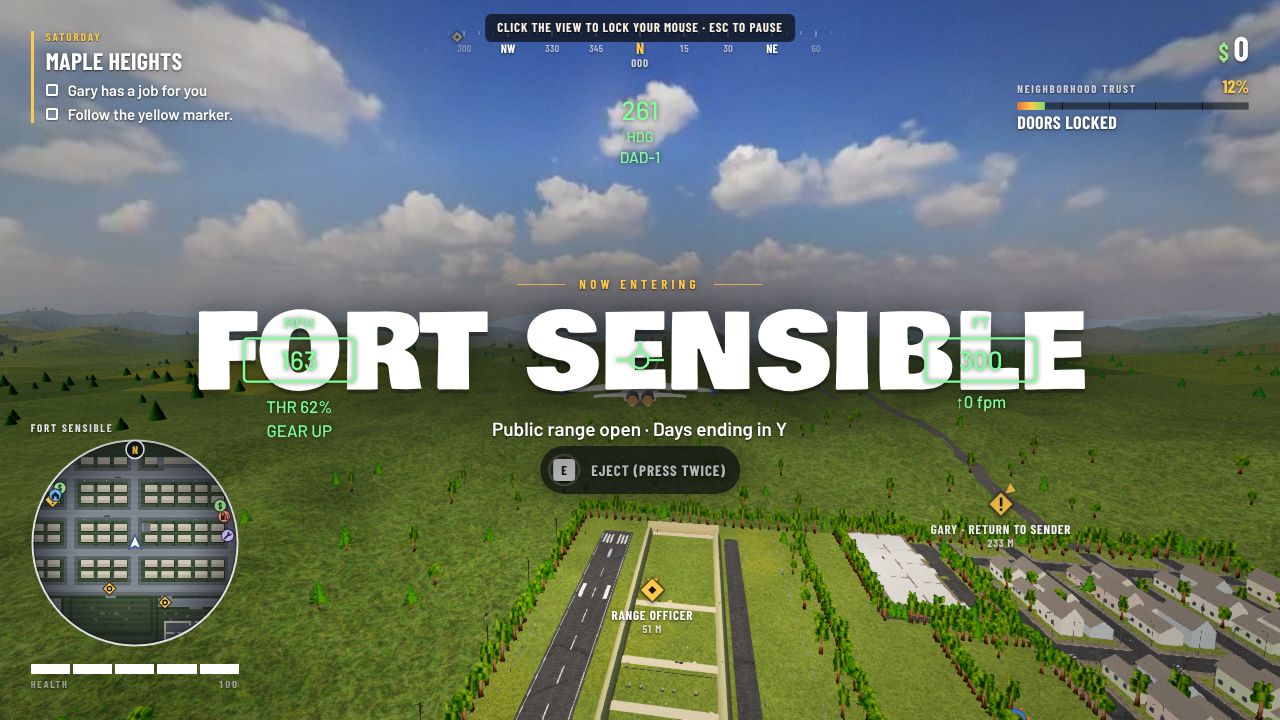 CLICK THE VIEW TO LOCK YOUR MOUSE · ESC TO PAUSE
300 NW 330 345 N 15 30 NE 60
000
SATURDAY
MAPLE HEIGHTS
Gary has a job for you
Follow the yellow marker.
$ 0
NEIGHBORHOOD TRUST 12%
DOORS LOCKED
261
HDG
DAD-1
NOW ENTERING
FORT SENSIBLE
MPH
163
THR 62%
GEAR UP
FT
300
↑0 fpm
Public range open · Days ending in Y
E EJECT (PRESS TWICE)
GARY · RETURN TO SENDER
233 M
RANGE OFFICER
51 M
FORT SENSIBLE
N
$
$
HEALTH 100